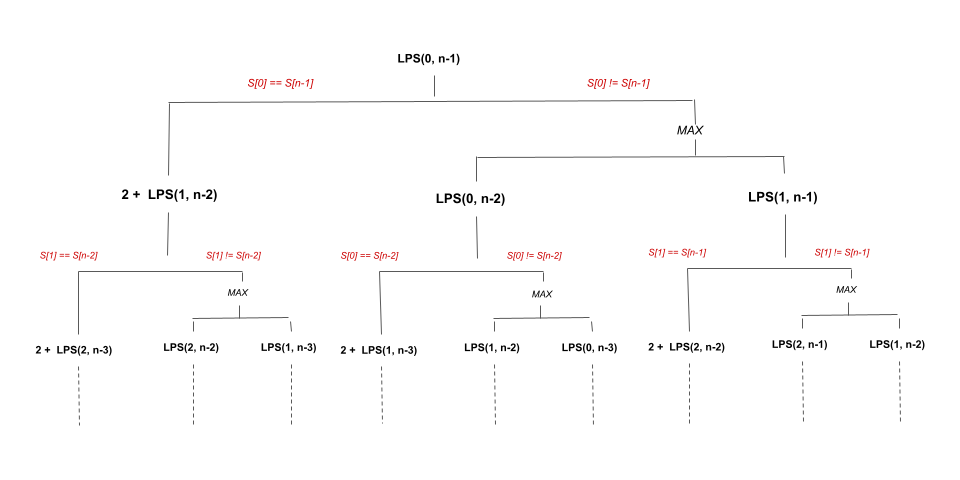 LPS(0, n-1)
S[0] == S[n-1]
S[0] != S[n-1]
MAX
2 + LPS(1, n-2)
LPS(0, n-2)
LPS(1, n-1)
S[1] == S[n-2]
S[1] != S[n-2]
S[0] == S[n-2]
S[0] != S[n-2]
S[1] == S[n-1]
S[1] != S[n-1]
MAX
MAX
MAX
2 + LPS(2, n-3)
LPS(2, n-2)
LPS(1, n-3)
2 + LPS(1, n-3)
LPS(1, n-2)
LPS(0, n-3)
2 + LPS(2, n-2)
LPS(2, n-1)
LPS(1, n-2)